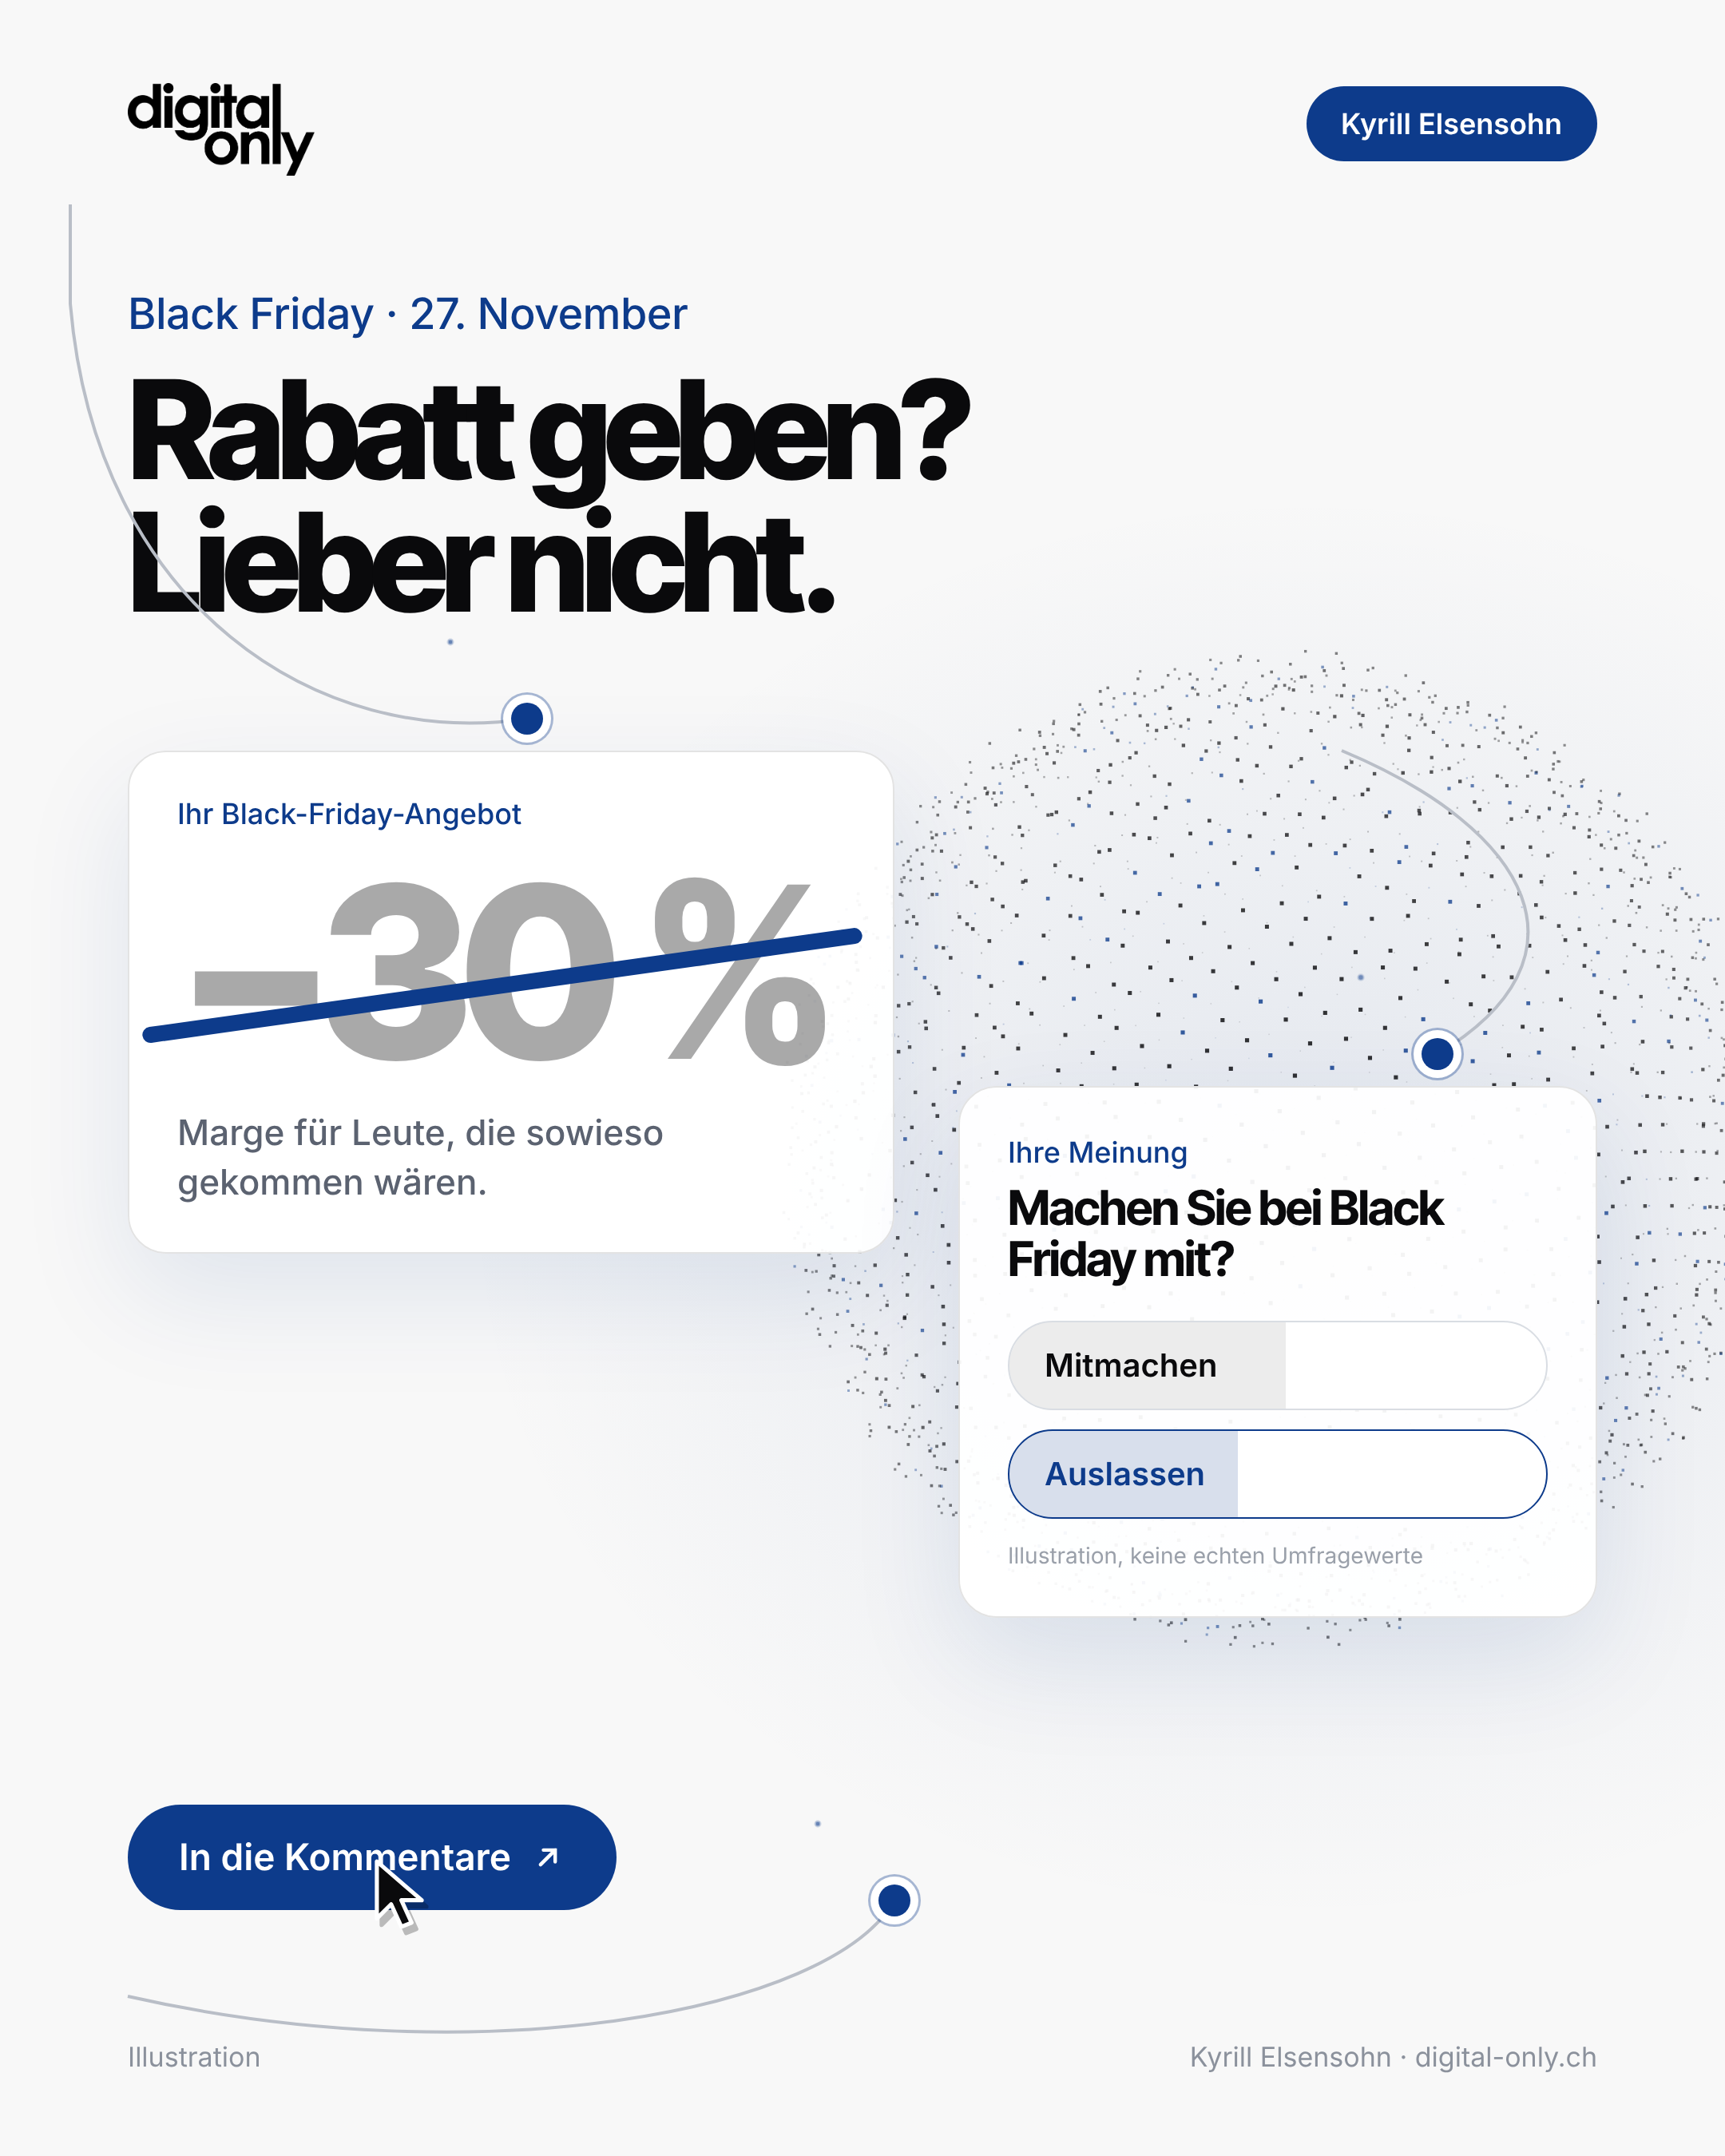 digital
only
Kyrill Elsensohn
Black Friday · 27. November
Rabatt geben?
Lieber nicht.
Ihr Black-Friday-Angebot
–30 %
Marge für Leute, die sowieso
gekommen wären.
Ihre Meinung
Machen Sie bei Black
Friday mit?
Mitmachen
Auslassen
Illustration, keine echten Umfragewerte
In die Kommentare ↗
Illustration
Kyrill Elsensohn · digital-only.ch